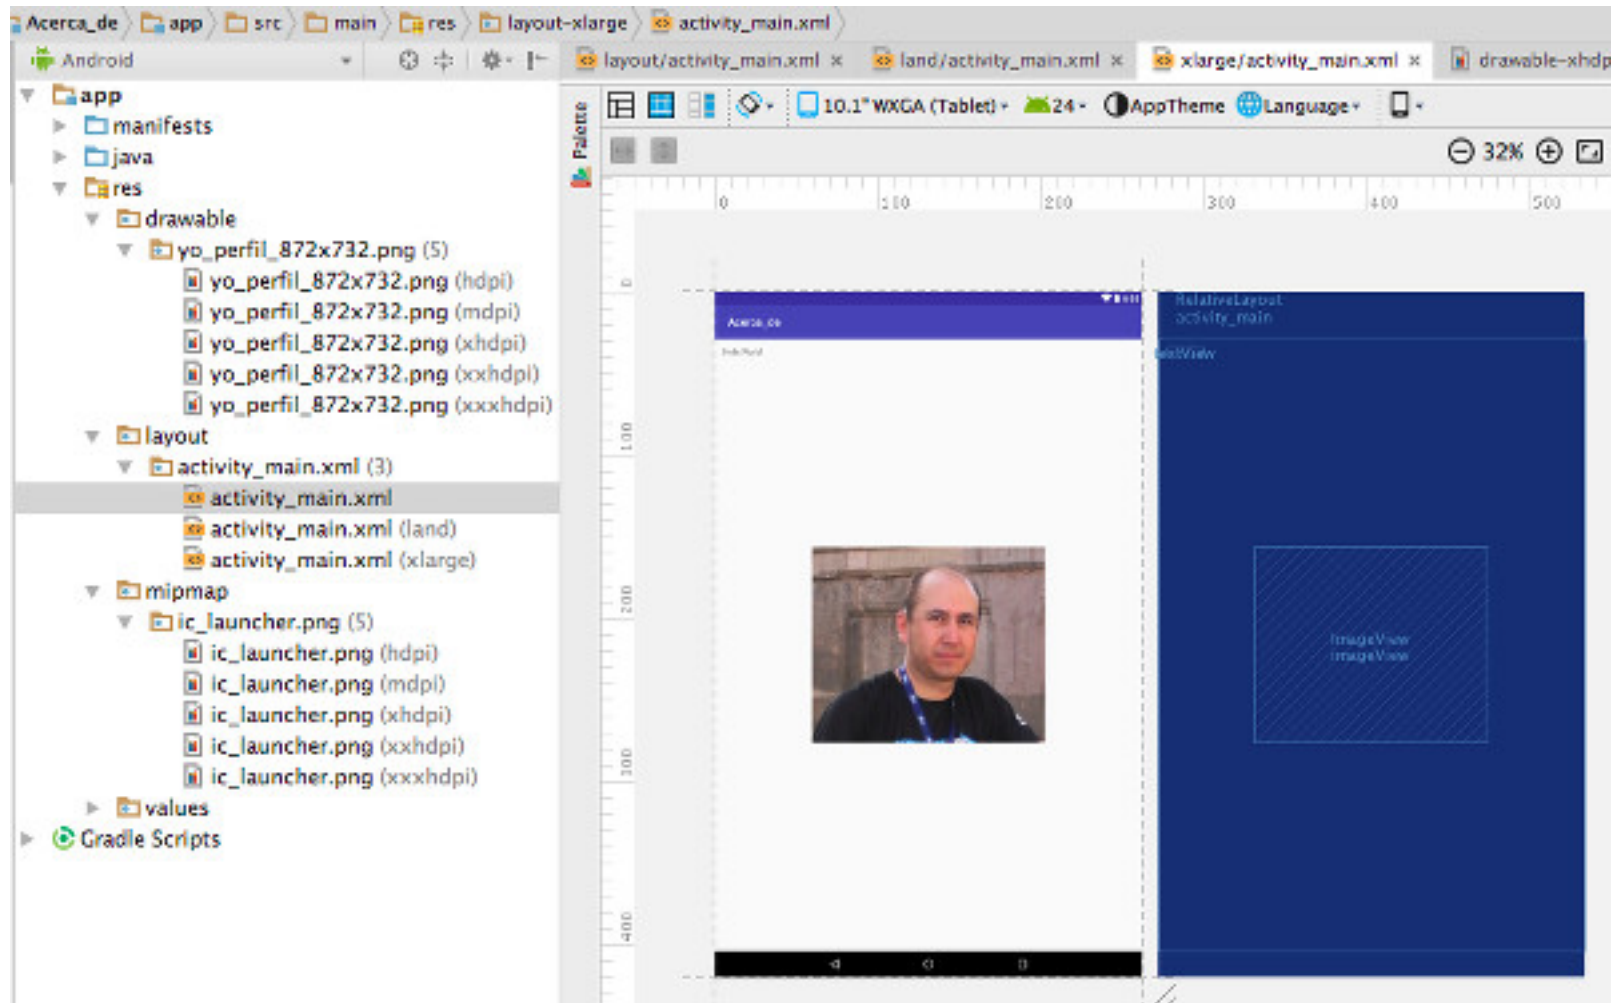 Acerca_de app src main res layout-xlarge activity_main.xml
Android
layout/activity_main.xml × land/activity_main.xml × xlarge/activity_main.xml × drawable-xhdp
app
manifests
java
res
drawable
yo_perfil_872x732.png (5)
yo_perfil_872x732.png (hdpi)
yo_perfil_872x732.png (mdpi)
yo_perfil_872x732.png (xhdpi)
yo_perfil_872x732.png (xxhdpi)
yo_perfil_872x732.png (xxxhdpi)
layout
activity_main.xml (3)
activity_main.xml
activity_main.xml (land)
activity_main.xml (xlarge)
mipmap
ic_launcher.png (5)
ic_launcher.png (hdpi)
ic_launcher.png (mdpi)
ic_launcher.png (xhdpi)
ic_launcher.png (xxhdpi)
ic_launcher.png (xxxhdpi)
values
Gradle Scripts
Palette
10.1" WXGA (Tablet) 24 AppTheme Language
32%
0 100 200 300 400 500
0
100
200
300
400
Acerca_de
RelativeLayout
activity_main
ImageView
imageView